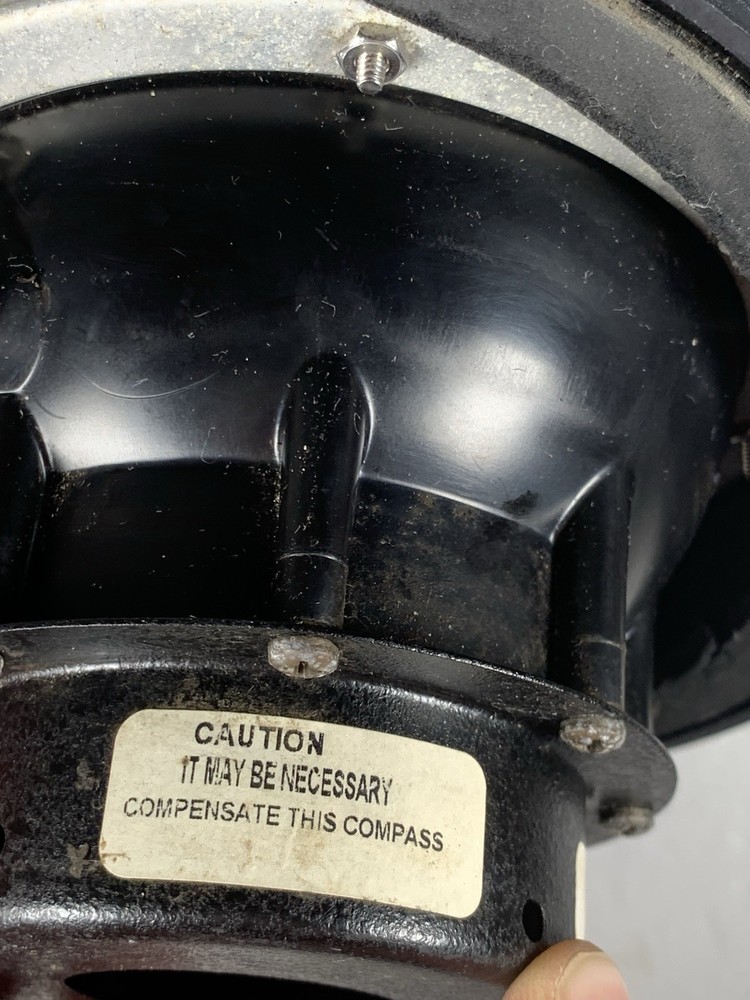 CAUTION
IT MAY BE NECESSARY
COMPENSATE THIS COMPASS